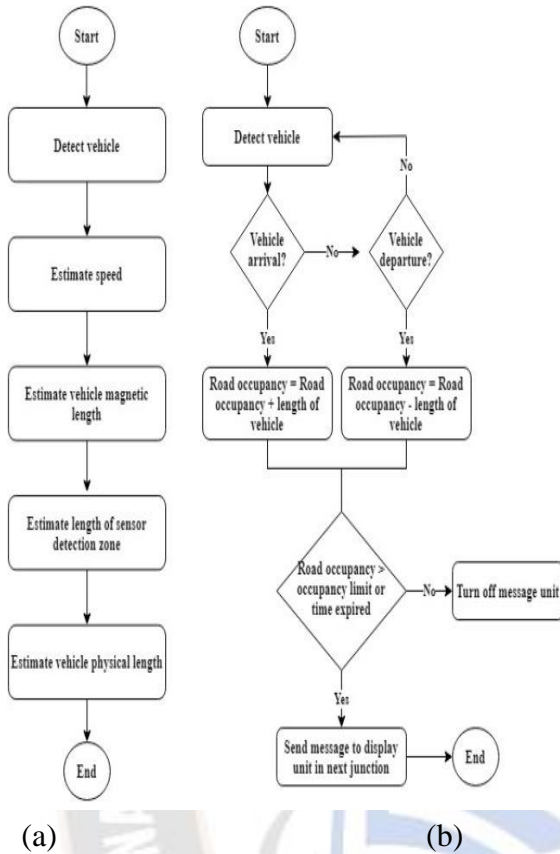 Start
Detect vehicle
Estimate speed
Estimate vehicle magnetic
length
Estimate length of sensor
detection zone
Estimate vehicle physical length
End
(a)
Start
Detect vehicle
No
Vehicle
arrival?
No
Vehicle
departure?
Yes
Yes
Road occupancy = Road
occupancy + length of
vehicle
Road occupancy = Road
occupancy - length of
vehicle
Road occupancy >
occupancy limit or
time expired
No
Turn off message unit
Yes
Send message to display
unit in next junction
End
(b)